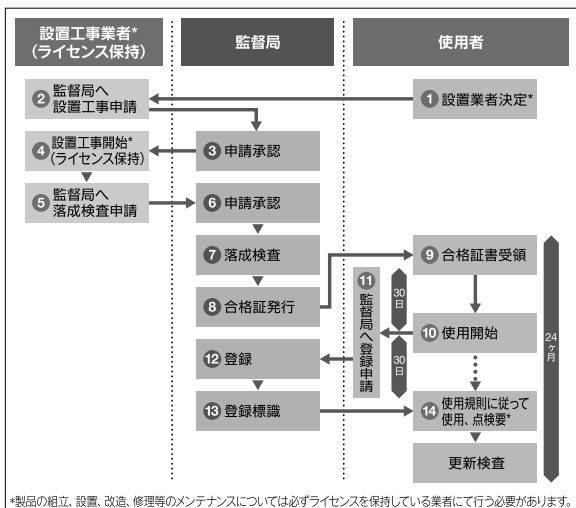 設置工事業者*
(ライセンス保持)
監督局
使用者
❶設置業者決定*
❷監督局へ
設置工事申請
❸申請承認
❹設置工事開始*
(ライセンス保持)
❺監督局へ
落成検査申請
❻申請承認
❼落成検査
❽合格証発行
❾合格証書受領
❿使用開始
⓫監督局へ登録申請
30日
30日
24ヶ月
⓬登録
⓭登録標識
⓮使用規則に従って
使用、点検要*
更新検査
*製品の組立、設置、改造、修理等のメンテナンスについては必ずライセンスを保持している業者にて行う必要があります。